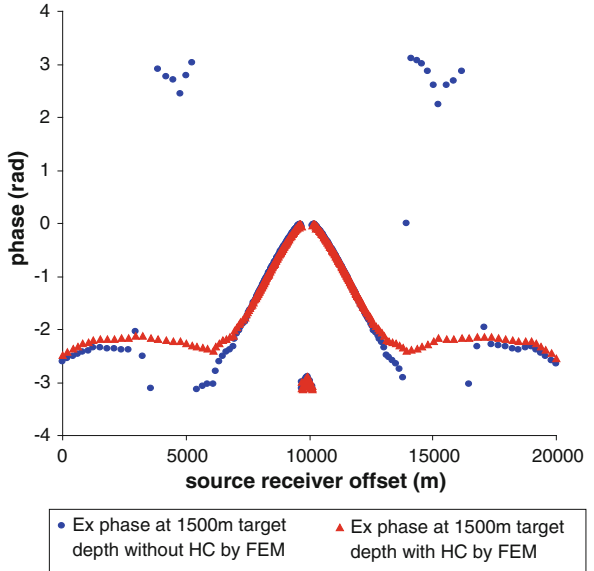 4
3
2
1
0
-1
-2
-3
-4
phase (rad)
0 5000 10000 15000 20000
source receiver offset (m)
Ex phase at 1500m target
depth without HC by FEM
Ex phase at 1500m target
depth with HC by FEM